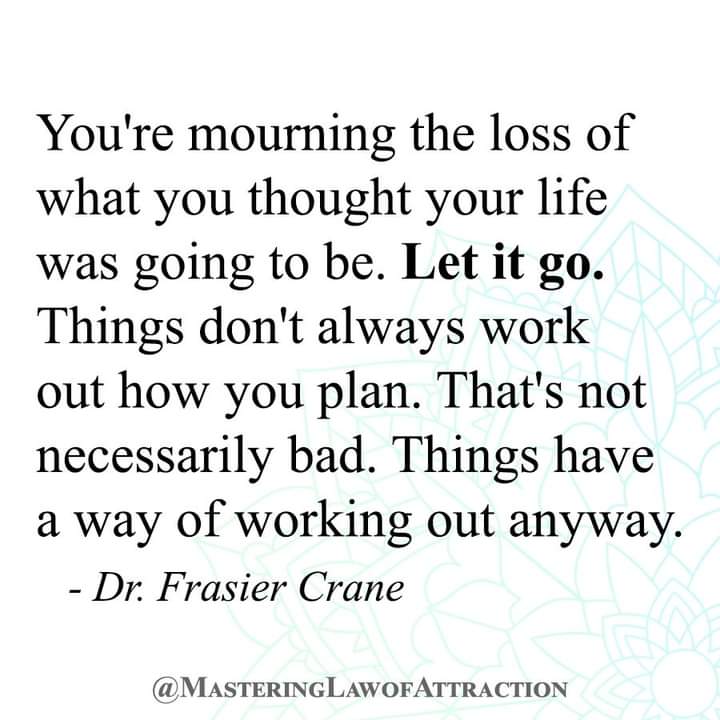 You're mourning the loss of
what you thought your life
was going to be. Let it go.
Things don't always work
out how you plan. That's not
necessarily bad. Things have
a way of working out anyway.
- Dr. Frasier Crane
@MasteringLawofAttraction